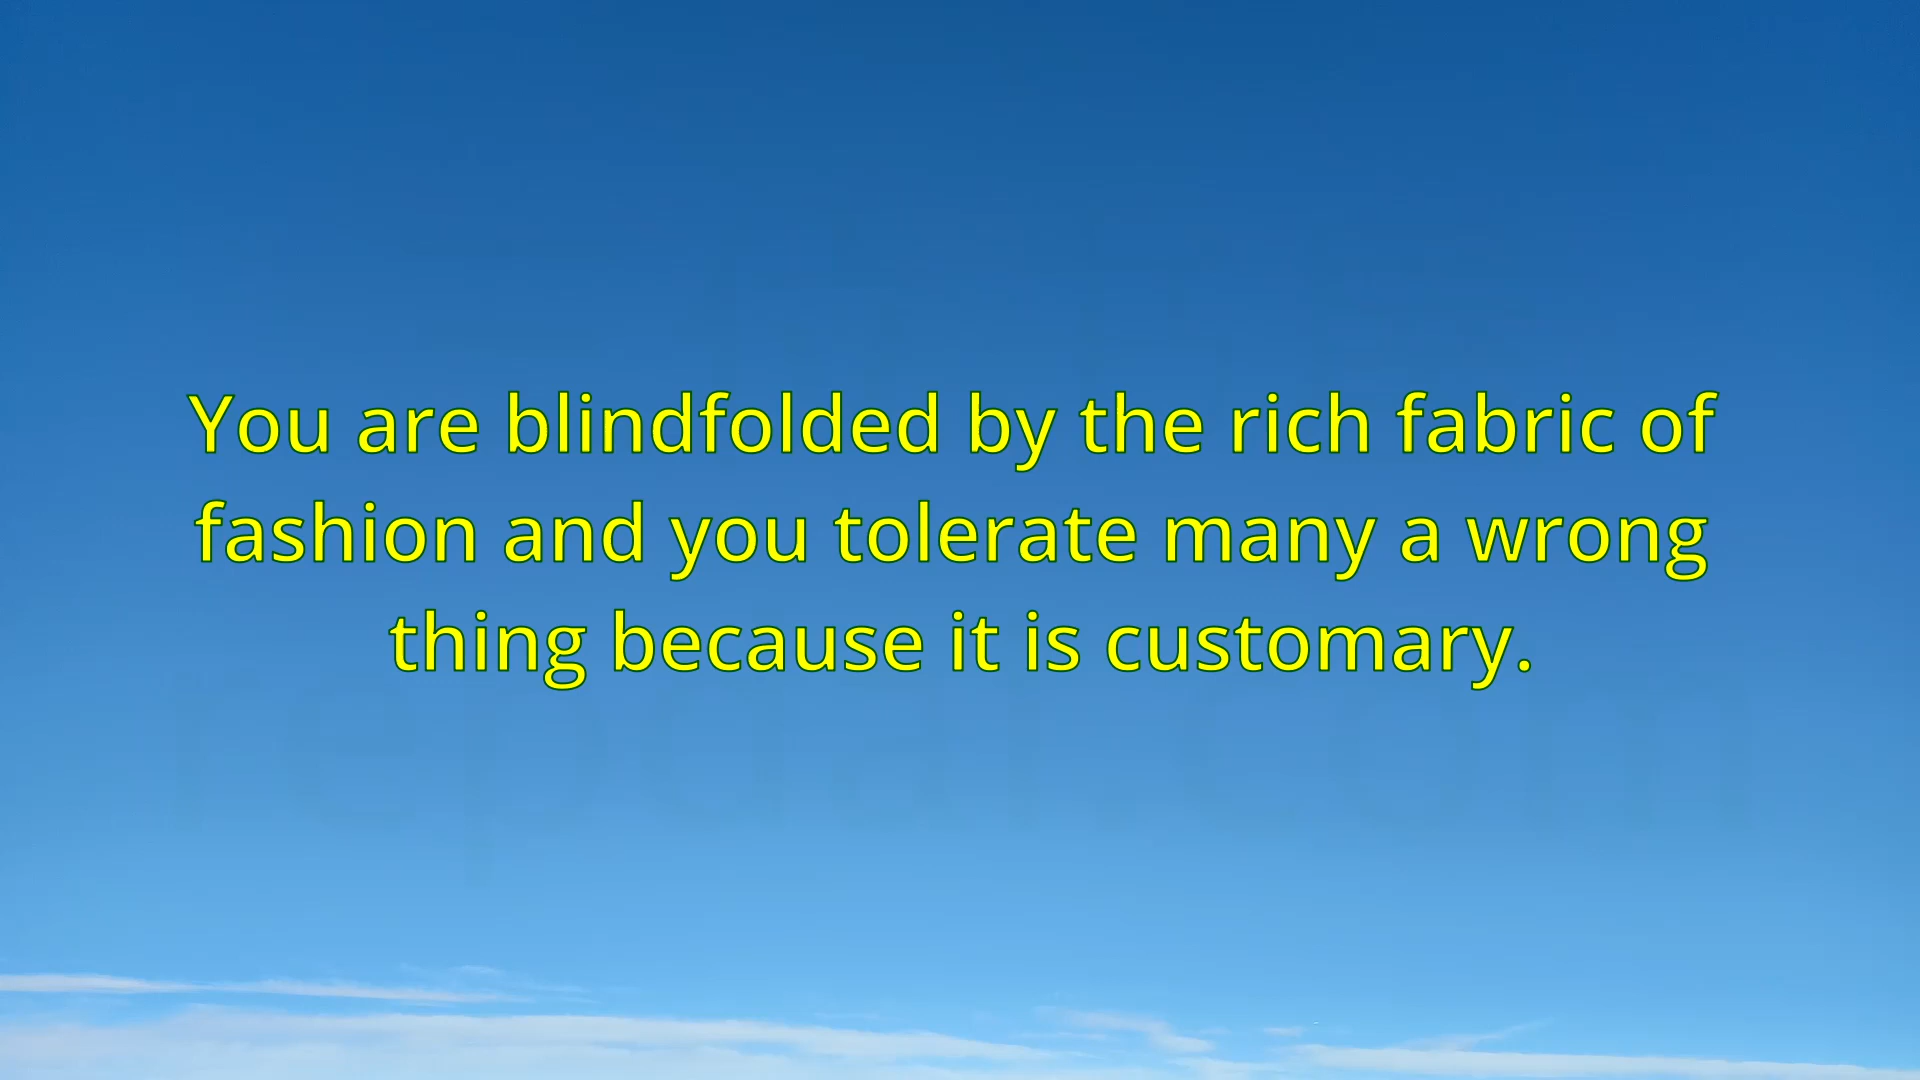 You are blindfolded by the rich fabric of
fashion and you tolerate many a wrong
thing because it is customary.